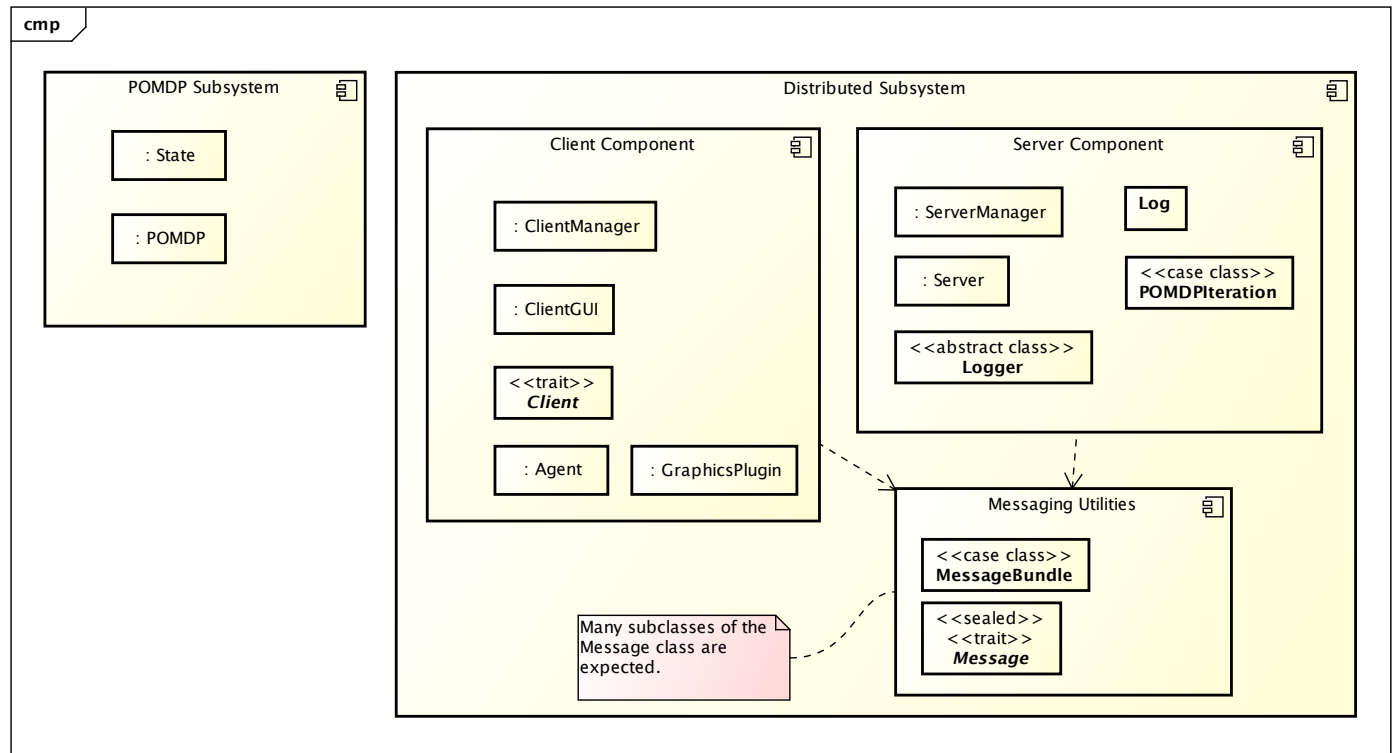 cmp
POMDP Subsystem
: State
: POMDP
Distributed Subsystem
Client Component
: ClientManager
: ClientGUI
<<trait>>
Client
: Agent
: GraphicsPlugin
Server Component
: ServerManager
Log
: Server
<<case class>>
POMDPIteration
<<abstract class>>
Logger
Messaging Utilities
<<case class>>
MessageBundle
<<sealed>>
<<trait>>
Message
Many subclasses of the
Message class are
expected.